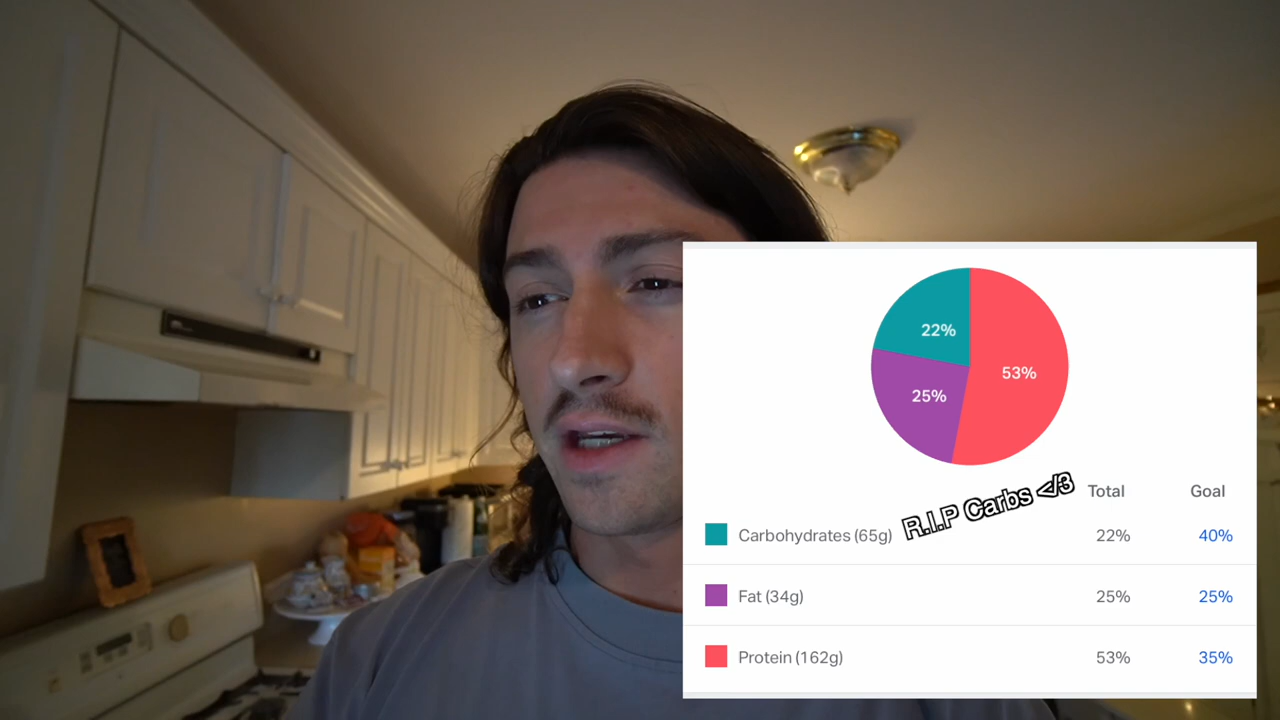 22%
53%
25%
R.I.P Carbs </3
Total Goal
Carbohydrates (65g) 22% 40%
Fat (34g) 25% 25%
Protein (162g) 53% 35%